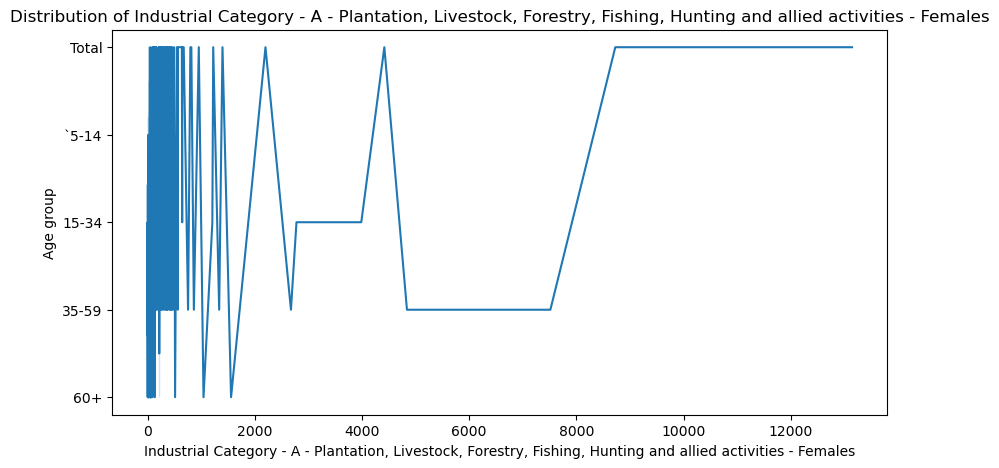 Distribution of Industrial Category - A - Plantation, Livestock, Forestry, Fishing, Hunting and allied activities - Females
Total
`5-14
15-34
35-59
60+
Age group
0 2000 4000 6000 8000 10000 12000
Industrial Category - A - Plantation, Livestock, Forestry, Fishing, Hunting and allied activities - Females